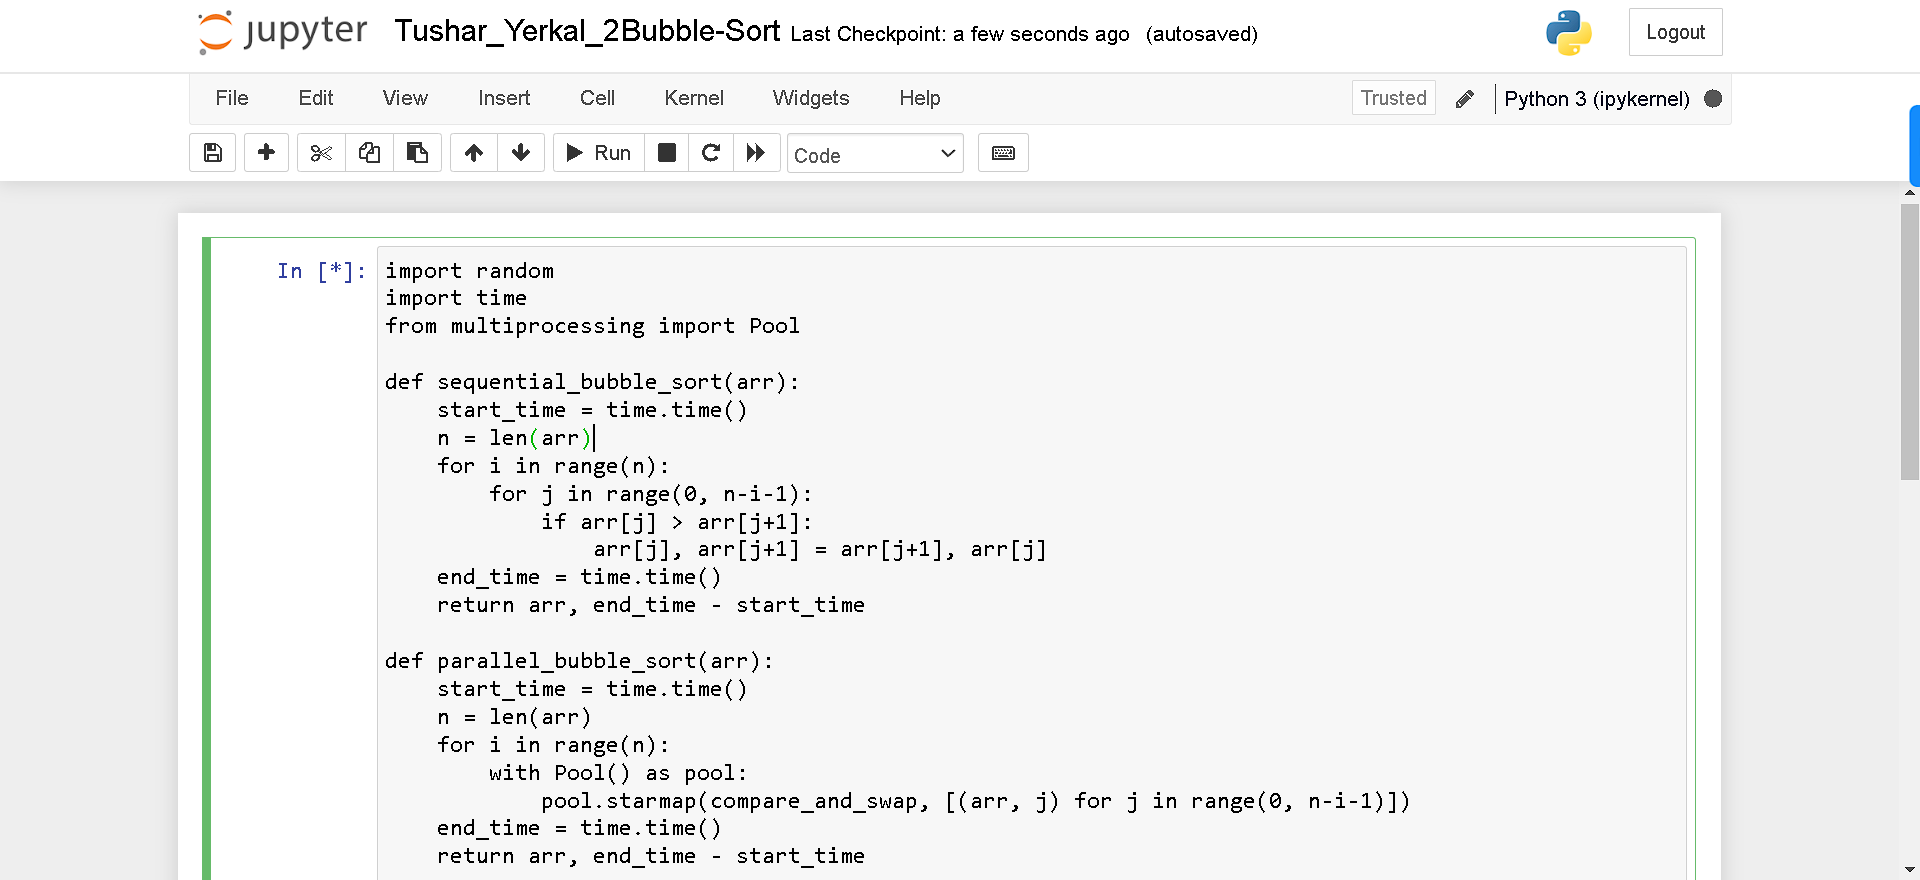 jupyter Tushar_Yerkal_2Bubble-Sort Last Checkpoint: a few seconds ago (autosaved) Logout
File Edit View Insert Cell Kernel Widgets Help Trusted Python 3 (ipykernel)
Run Code
In [*]: import random
import time
from multiprocessing import Pool

def sequential_bubble_sort(arr):
    start_time = time.time()
    n = len(arr)
    for i in range(n):
        for j in range(0, n-i-1):
            if arr[j] > arr[j+1]:
                arr[j], arr[j+1] = arr[j+1], arr[j]
    end_time = time.time()
    return arr, end_time - start_time

def parallel_bubble_sort(arr):
    start_time = time.time()
    n = len(arr)
    for i in range(n):
        with Pool() as pool:
            pool.starmap(compare_and_swap, [(arr, j) for j in range(0, n-i-1)])
    end_time = time.time()
    return arr, end_time - start_time